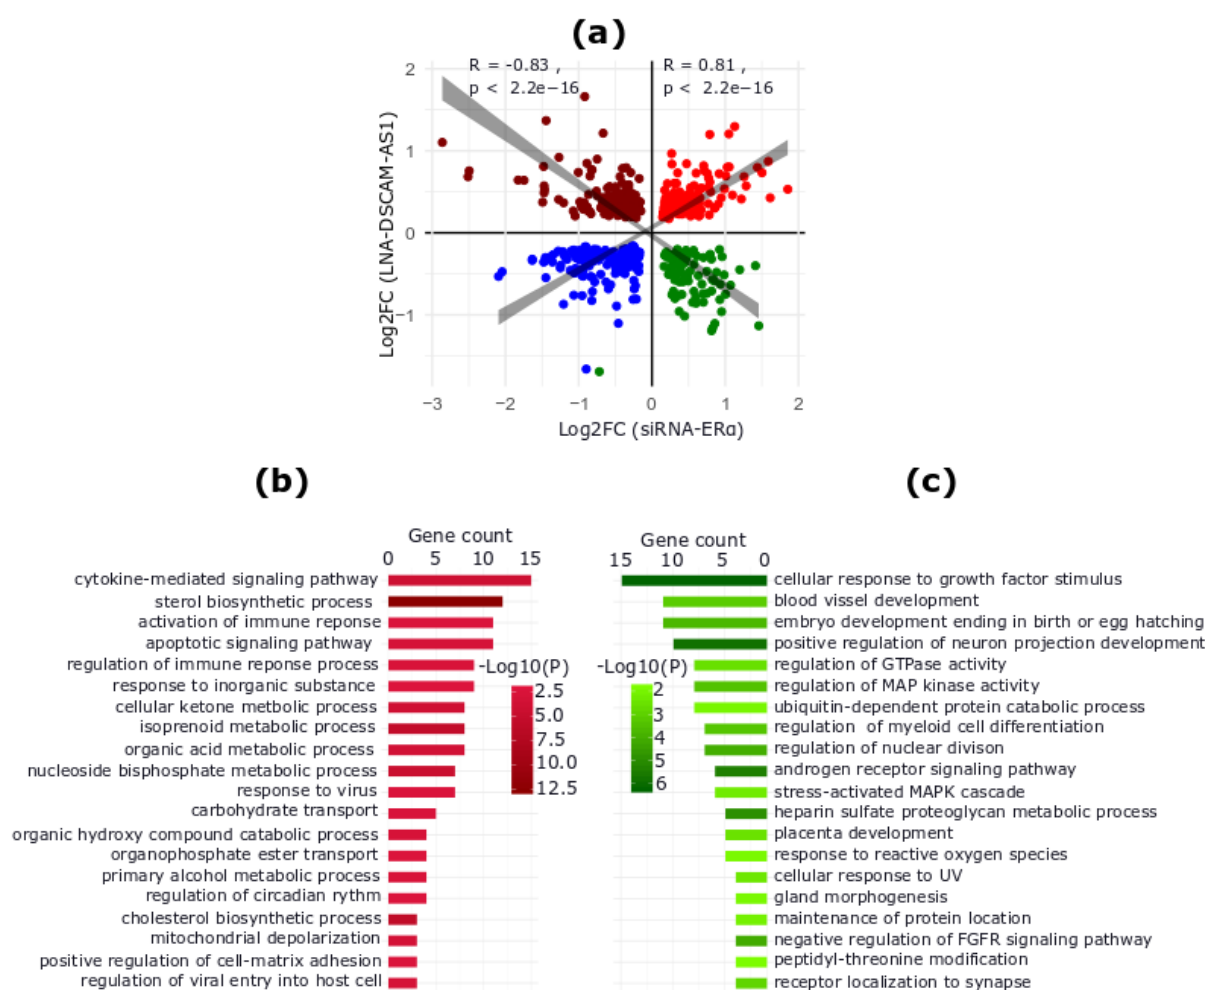 (a)
R = -0.83 ,
p < 2.2e−16
R = 0.81 ,
p < 2.2e−16
Log2FC (LNA-DSCAM-AS1)
2
1
0
−1
−3
−2
−1
0
1
2
Log2FC (siRNA-ERα)
(b)
Gene count
0 5 10 15
cytokine-mediated signaling pathway
sterol biosynthetic process
activation of immune reponse
apoptotic signaling pathway
regulation of immune reponse process
response to inorganic substance
cellular ketone metbolic process
isoprenoid metabolic process
organic acid metabolic process
nucleoside bisphosphate metabolic process
response to virus
carbohydrate transport
organic hydroxy compound catabolic process
organophosphate ester transport
primary alcohol metabolic process
regulation of circadian rythm
cholesterol biosynthetic process
mitochondrial depolarization
positive regulation of cell-matrix adhesion
regulation of viral entry into host cell
-Log10(P)
2.5
5.0
7.5
10.0
12.5
(c)
Gene count
15 10 5 0
-Log10(P)
2
3
4
5
6
cellular response to growth factor stimulus
blood vissel development
embryo development ending in birth or egg hatching
positive regulation of neuron projection development
regulation of GTPase activity
regulation of MAP kinase activity
ubiquitin-dependent protein catabolic process
regulation of myeloid cell differentiation
regulation of nuclear divison
androgen receptor signaling pathway
stress-activated MAPK cascade
heparin sulfate proteoglycan metabolic process
placenta development
response to reactive oxygen species
cellular response to UV
gland morphogenesis
maintenance of protein location
negative regulation of FGFR signaling pathway
peptidyl-threonine modification
receptor localization to synapse